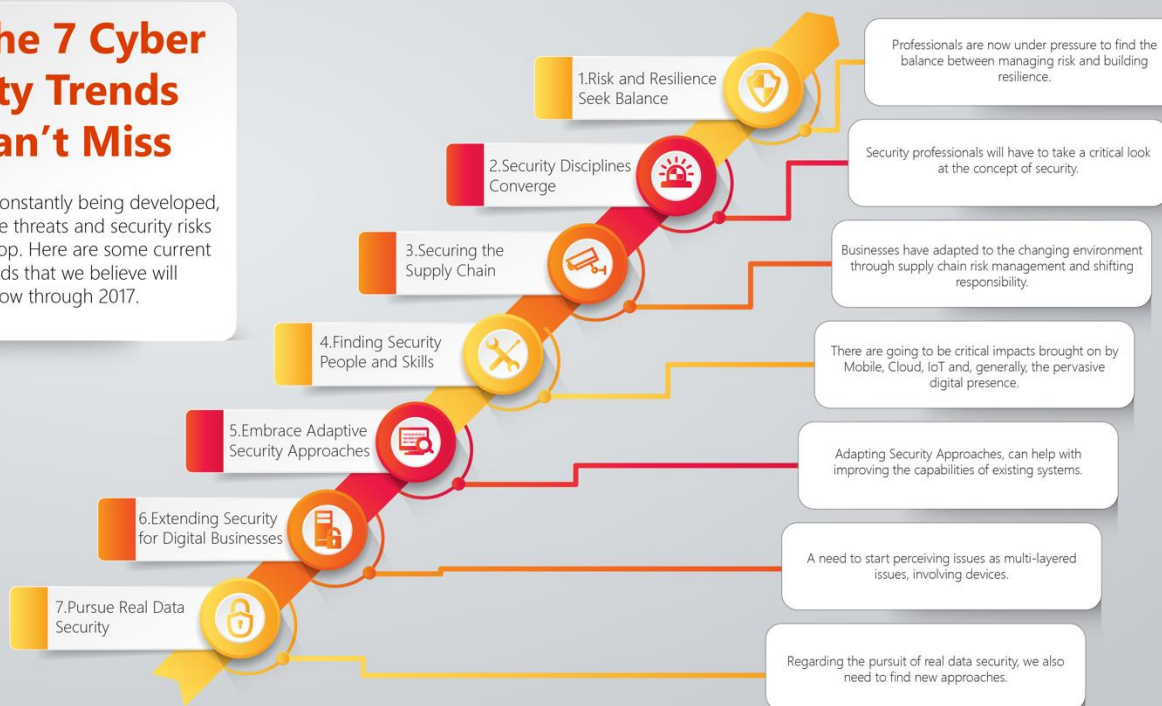 he 7 Cyber
ty Trends
an't Miss
onstantly being developed,
e threats and security risks
op. Here are some current
ds that we believe will
ow through 2017.
1.Risk and Resilience
Seek Balance
Professionals are now under pressure to find the
balance between managing risk and building
resilience.
2.Security Disciplines
Converge
Security professionals will have to take a critical look
at the concept of security.
3.Securing the
Supply Chain
Businesses have adapted to the changing environment
through supply chain risk management and shifting
responsibility.
4.Finding Security
People and Skills
There are going to be critical impacts brought on by
Mobile, Cloud, IoT and, generally, the pervasive
digital presence.
5.Embrace Adaptive
Security Approaches
Adapting Security Approaches, can help with
improving the capabilities of existing systems.
6.Extending Security
for Digital Businesses
A need to start perceiving issues as multi-layered
issues, involving devices.
7.Pursue Real Data
Security
Regarding the pursuit of real data security, we also
need to find new approaches.